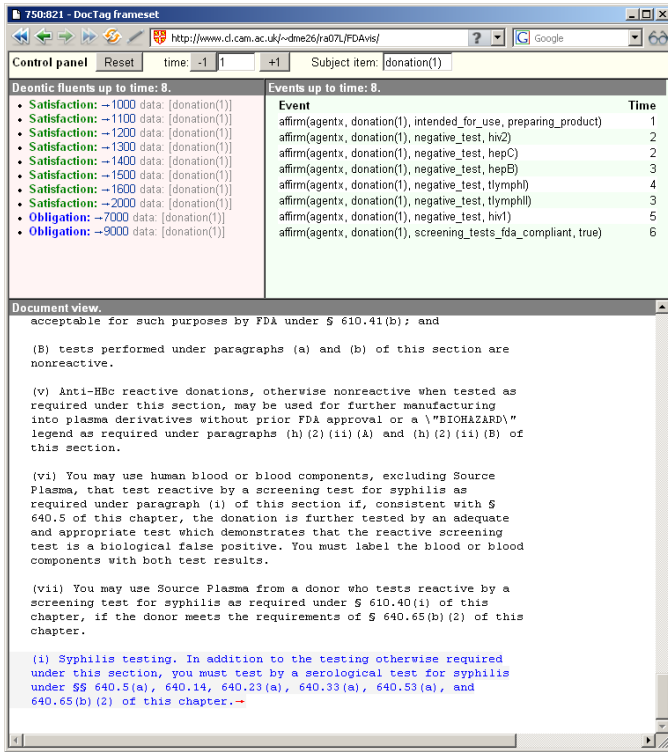 750:821 - DocTag frameset
http://www.cl.cam.ac.uk/~dme26/ra07L/FDAvis/ ? G Google
Control panel Reset time: -1 1 +1 Subject item: donation(1)
Deontic fluents up to time: 8.
• Satisfaction: →1000 data: [donation(1)]
• Satisfaction: →1100 data: [donation(1)]
• Satisfaction: →1200 data: [donation(1)]
• Satisfaction: →1300 data: [donation(1)]
• Satisfaction: →1400 data: [donation(1)]
• Satisfaction: →1500 data: [donation(1)]
• Satisfaction: →1600 data: [donation(1)]
• Satisfaction: →2000 data: [donation(1)]
• Obligation: →7000 data: [donation(1)]
• Obligation: →9000 data: [donation(1)]
Events up to time: 8.
Event Time
affirm(agentx, donation(1), intended_for_use, preparing_product) 1
affirm(agentx, donation(1), negative_test, hiv2) 2
affirm(agentx, donation(1), negative_test, hepC) 2
affirm(agentx, donation(1), negative_test, hepB) 3
affirm(agentx, donation(1), negative_test, tlymphI) 4
affirm(agentx, donation(1), negative_test, tlymphII) 3
affirm(agentx, donation(1), negative_test, hiv1) 5
affirm(agentx, donation(1), screening_tests_fda_compliant, true) 6
Document view.
acceptable for such purposes by FDA under § 610.41(b); and
(B) tests performed under paragraphs (a) and (b) of this section are
nonreactive.
(v) Anti-HBc reactive donations, otherwise nonreactive when tested as
required under this section, may be used for further manufacturing
into plasma derivatives without prior FDA approval or a \"BIOHAZARD\"
legend as required under paragraphs (h)(2)(ii)(A) and (h)(2)(ii)(B) of
this section.
(vi) You may use human blood or blood components, excluding Source
Plasma, that test reactive by a screening test for syphilis as
required under paragraph (i) of this section if, consistent with §
640.5 of this chapter, the donation is further tested by an adequate
and appropriate test which demonstrates that the reactive screening
test is a biological false positive. You must label the blood or blood
components with both test results.
(vii) You may use Source Plasma from a donor who tests reactive by a
screening test for syphilis as required under § 610.40(i) of this
chapter, if the donor meets the requirements of § 640.65(b)(2) of this
chapter.
(i) Syphilis testing. In addition to the testing otherwise required
under this section, you must test by a serological test for syphilis
under §§ 640.5(a), 640.14, 640.23(a), 640.33(a), 640.53(a), and
640.65(b)(2) of this chapter.→